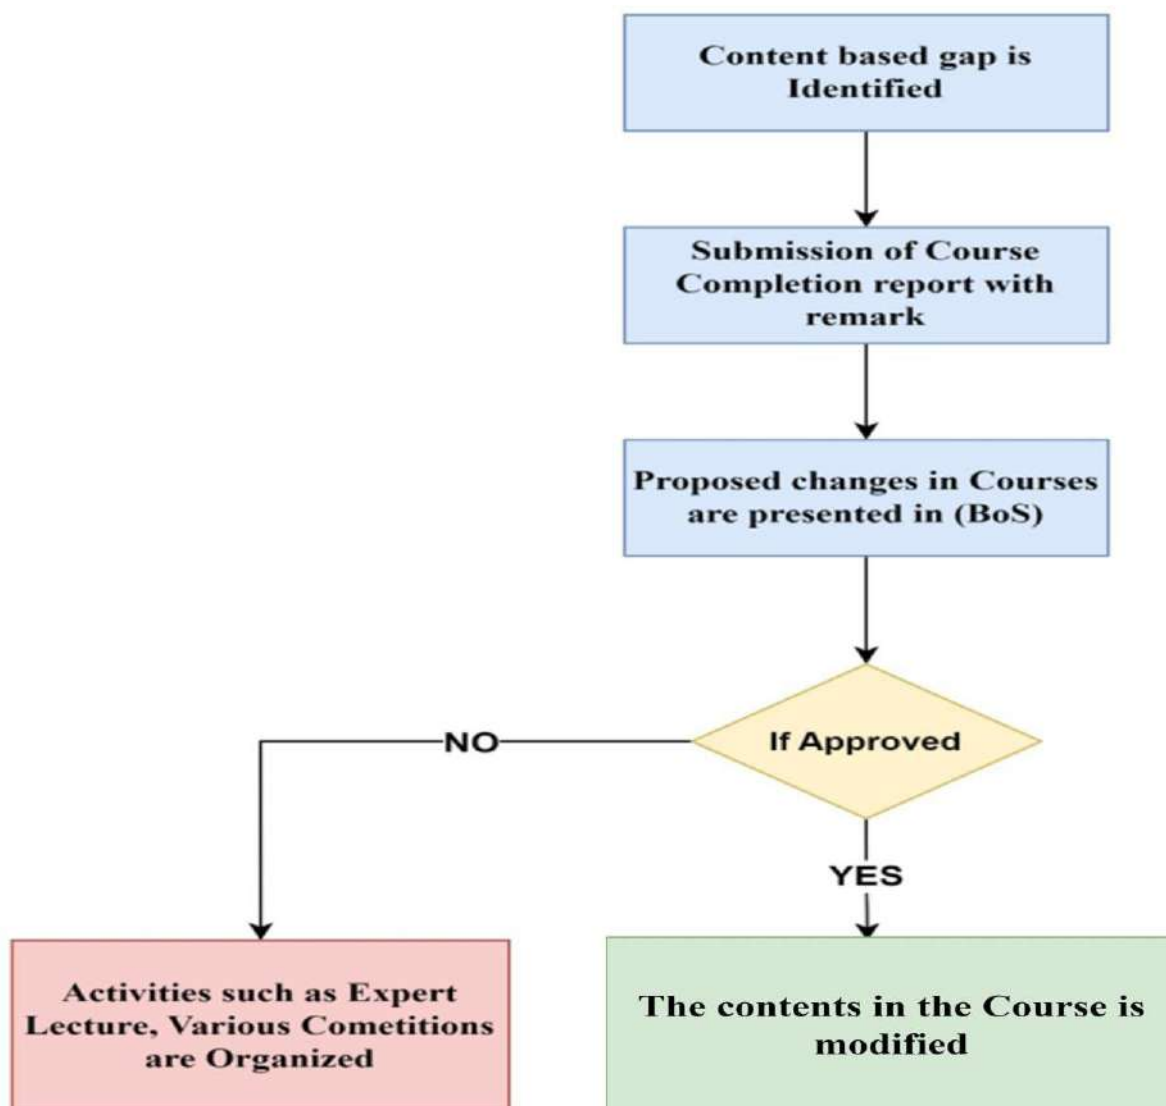 Content based gap is
Identified
Submission of Course
Completion report with
remark
Proposed changes in Courses
are presented in (BoS)
If Approved
NO
YES
Activities such as Expert
Lecture, Various Cometitions
are Organized
The contents in the Course is
modified